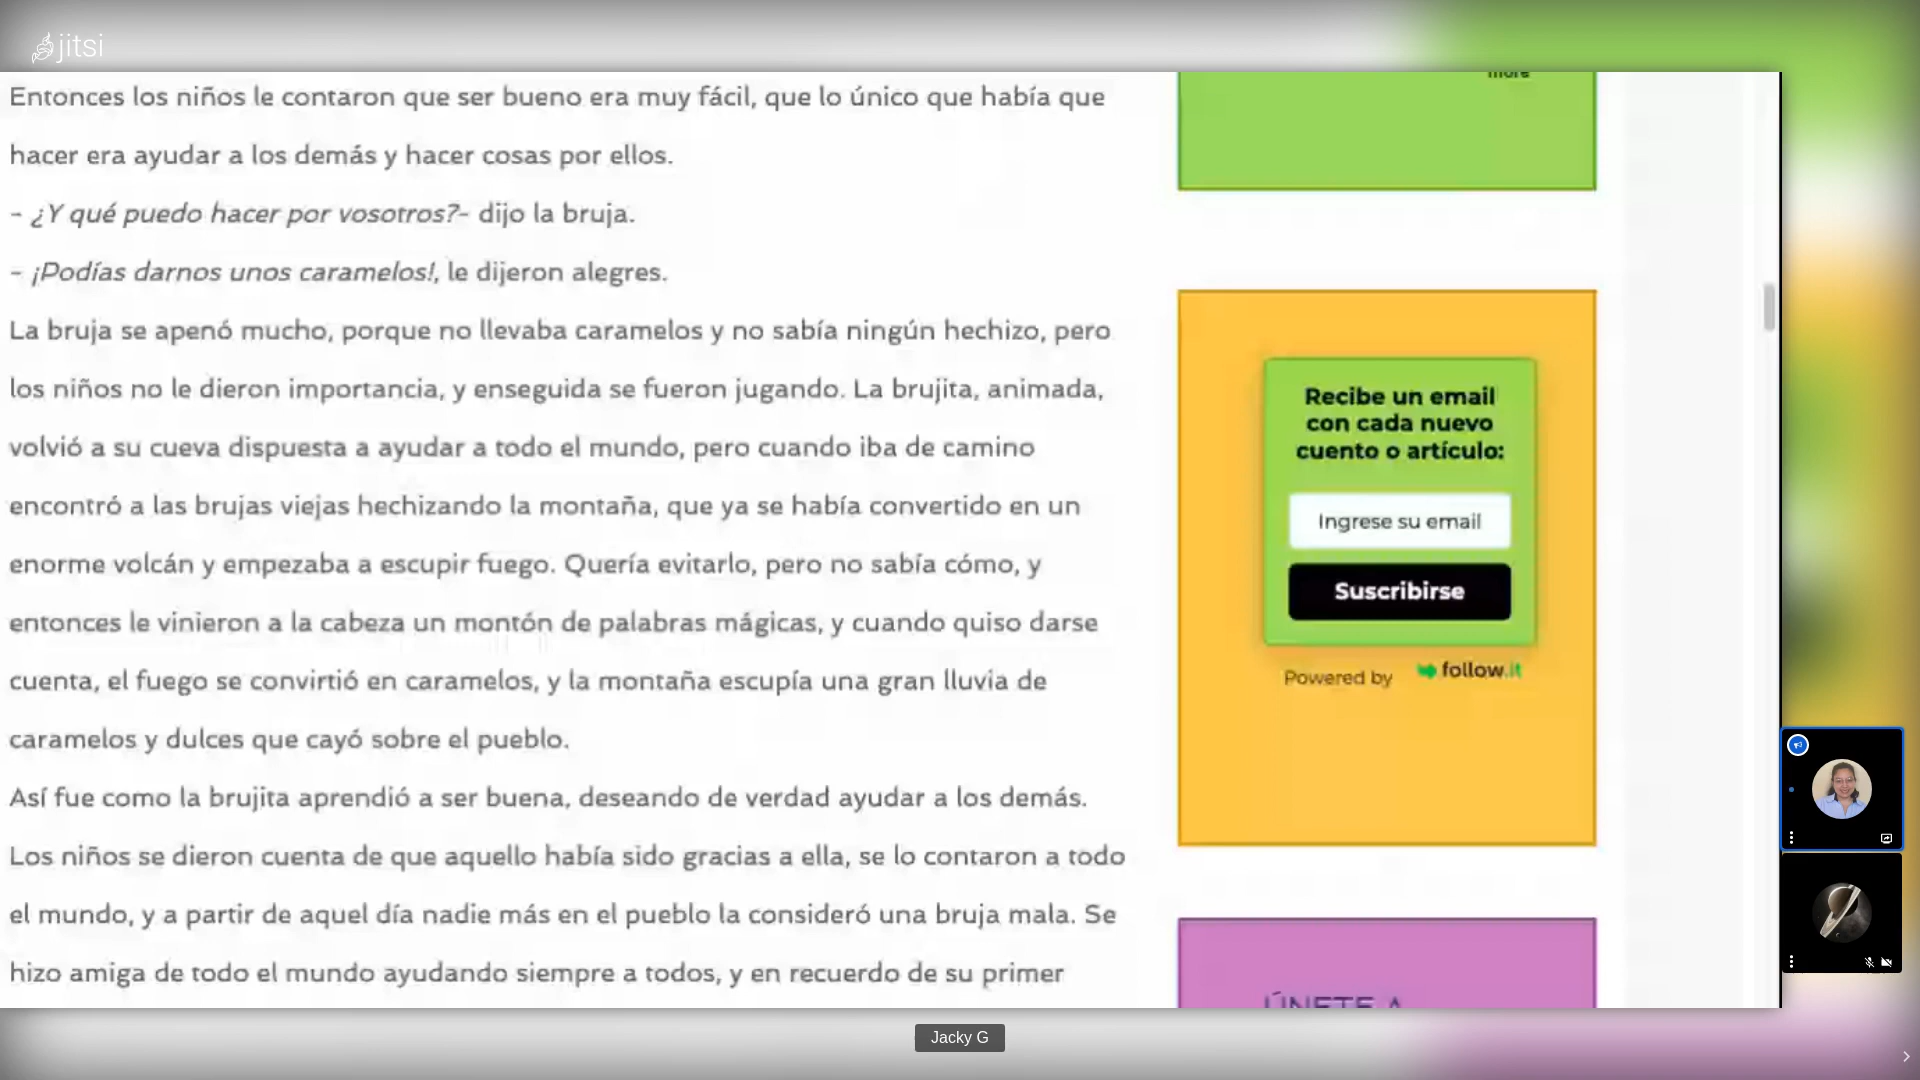 jitsi
Entonces los niños le contaron que ser bueno era muy fácil, que lo único que había que
hacer era ayudar a los demás y hacer cosas por ellos.
- ¿Y qué puedo hacer por vosotros?- dijo la bruja.
- ¡Podías darnos unos caramelos!, le dijeron alegres.
La bruja se apenó mucho, porque no llevaba caramelos y no sabía ningún hechizo, pero
los niños no le dieron importancia, y enseguida se fueron jugando. La brujita, animada,
volvió a su cueva dispuesta a ayudar a todo el mundo, pero cuando iba de camino
encontró a las brujas viejas hechizando la montaña, que ya se había convertido en un
enorme volcán y empezaba a escupir fuego. Quería evitarlo, pero no sabía cómo, y
entonces le vinieron a la cabeza un montón de palabras mágicas, y cuando quiso darse
cuenta, el fuego se convirtió en caramelos, y la montaña escupía una gran lluvia de
caramelos y dulces que cayó sobre el pueblo.
Así fue como la brujita aprendió a ser buena, deseando de verdad ayudar a los demás.
Los niños se dieron cuenta de que aquello había sido gracias a ella, se lo contaron a todo
el mundo, y a partir de aquel día nadie más en el pueblo la consideró una bruja mala. Se
hizo amiga de todo el mundo ayudando siempre a todos, y en recuerdo de su primer
more
Recibe un email
con cada nuevo
cuento o artículo:
Ingrese su email
Suscribirse
Powered by follow.it
ÚNETE A
Jacky G